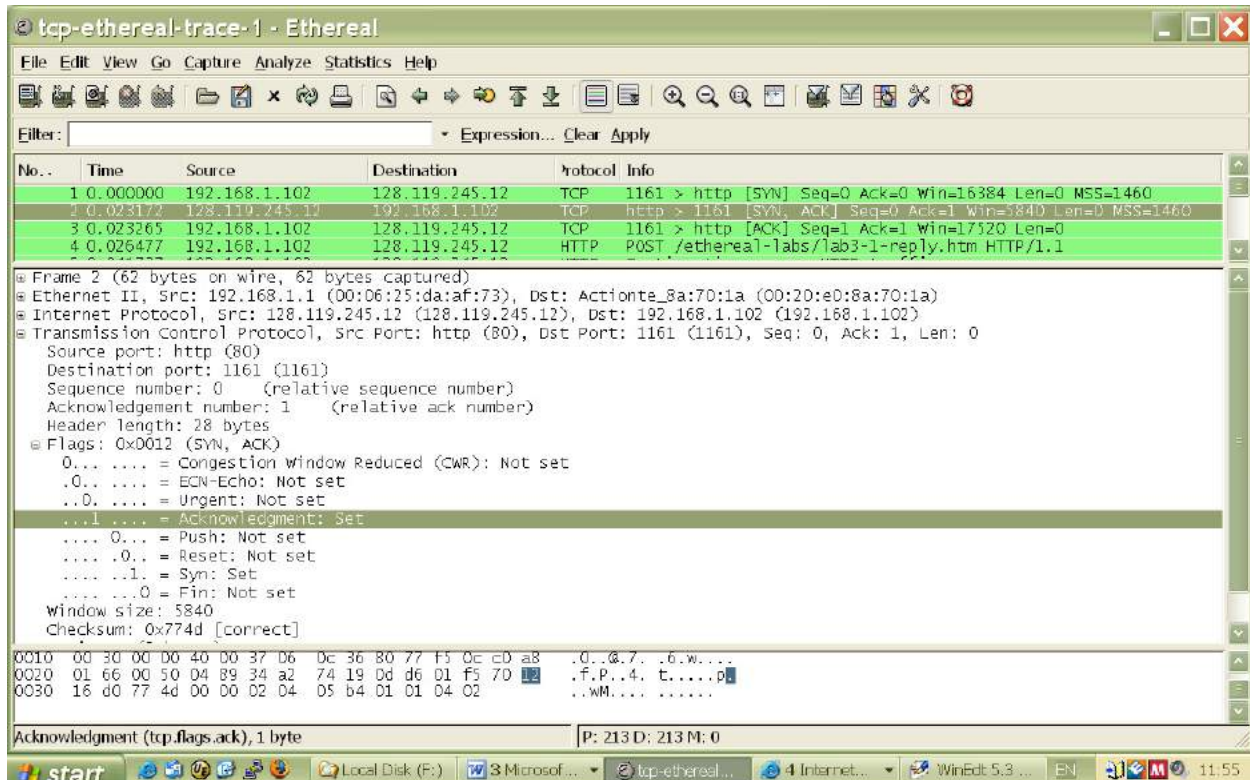 tcp-ethereal-trace-1 - Ethereal
File Edit View Go Capture Analyze Statistics Help
Filter: Expression... Clear Apply
No. . Time Source Destination Protocol Info
1 0.000000 192.168.1.102 128.119.245.12 TCP 1161 > http [SYN] Seq=0 Ack=0 Win=16384 Len=0 MSS=1460
2 0.023172 128.119.245.12 192.168.1.102 TCP http > 1161 [SYN, ACK] Seq=0 Ack=1 Win=5840 Len=0 MSS=1460
3 0.023265 192.168.1.102 128.119.245.12 TCP 1161 > http [ACK] Seq=1 Ack=1 Win=17520 Len=0
4 0.026477 192.168.1.102 128.119.245.12 HTTP POST /ethereal-labs/lab3-1-reply.htm HTTP/1.1
Frame 2 (62 bytes on wire, 62 bytes captured)
Ethernet II, Src: 192.168.1.1 (00:06:25:da:af:73), Dst: Actionte_8a:70:1a (00:20:e0:8a:70:1a)
Internet Protocol, Src: 128.119.245.12 (128.119.245.12), Dst: 192.168.1.102 (192.168.1.102)
Transmission Control Protocol, Src Port: http (80), Dst Port: 1161 (1161), Seq: 0, Ack: 1, Len: 0
Source port: http (80)
Destination port: 1161 (1161)
Sequence number: 0 (relative sequence number)
Acknowledgement number: 1 (relative ack number)
Header length: 28 bytes
Flags: 0x0012 (SYN, ACK)
0... .... = Congestion Window Reduced (CWR): Not set
.0.. .... = ECN-Echo: Not set
..0. .... = Urgent: Not set
...1 .... = Acknowledgment: Set
.... 0... = Push: Not set
.... .0.. = Reset: Not set
.... ..1. = Syn: Set
.... ...0 = Fin: Not set
Window size: 5840
Checksum: 0x774d [correct]
0010 00 30 00 00 40 00 37 06 0c 36 80 77 f5 0c c0 a8 .0..@.7. .6.w....
0020 01 66 00 50 04 89 34 a2 74 19 0d d6 01 f5 70 12 .f.P..4. t.....p.
0030 16 d0 77 4d 00 00 02 04 05 b4 01 01 04 02 ..wM.... ......
Acknowledgment (tcp.flags.ack), 1 byte P: 213 D: 213 M: 0
start Local Disk (F:) 3 Microsof... tcp-ethereal... 4 Internet... WinEdt 5.3 ... EN 11:55